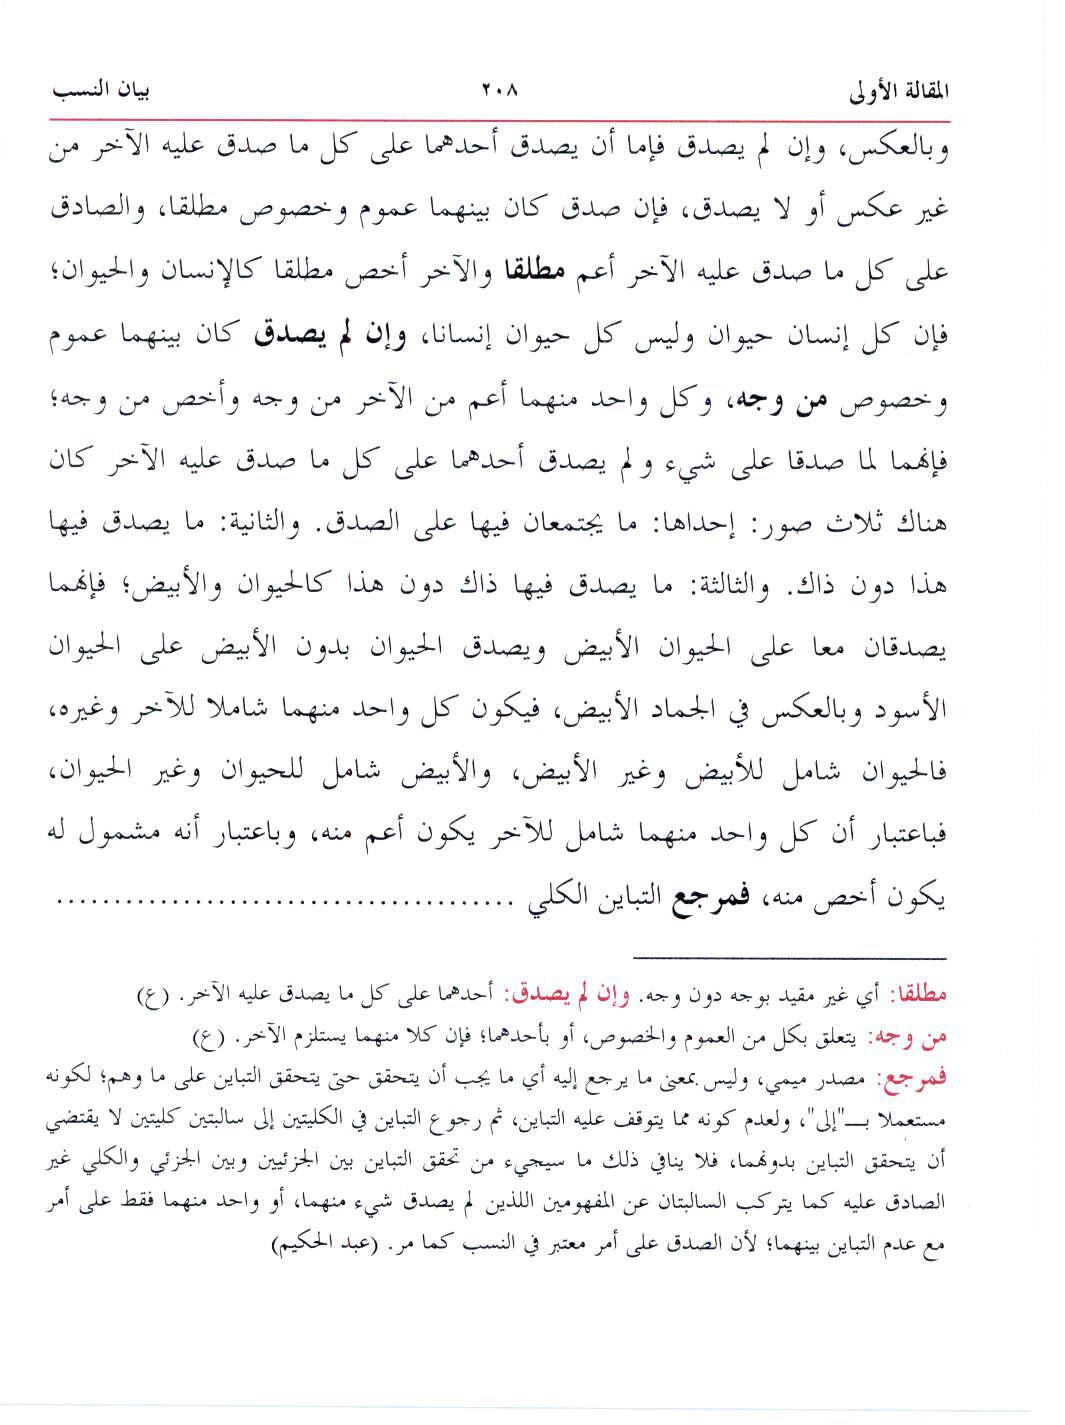 المقالة الأولى ٢٠٨ بيان النسب
وبالعكس، وإن لم يصدق فإما أن يصدق أحدهما على كل ما صدق عليه الآخر من
غير عكس أو لا يصدق، فإن صدق كان بينهما عموم وخصوص مطلقا، والصادق
على كل ما صدق عليه الآخر أعم مطلقا والآخر أخص مطلقا كالإنسان والحيوان؛
فإن كل إنسان حيوان وليس كل حيوان إنسانا، وإن لم يصدق كان بينهما عموم
وخصوص من وجه، وكل واحد منهما أعم من الآخر من وجه وأخص من وجه؛
فإنهما لما صدقا على شيء ولم يصدق أحدهما على كل ما صدق عليه الآخر كان
هناك ثلاث صور: إحداها: ما يجتمعان فيها على الصدق. والثانية: ما يصدق فيها
هذا دون ذاك. والثالثة: ما يصدق فيها ذاك دون هذا كالحيوان والأبيض؛ فإنهما
يصدقان معا على الحيوان الأبيض ويصدق الحيوان بدون الأبيض على الحيوان
الأسود وبالعكس في الجماد الأبيض، فيكون كل واحد منهما شاملا للآخر وغيره،
فالحيوان شامل للأبيض وغير الأبيض، والأبيض شامل للحيوان وغير الحيوان،
فباعتبار أن كل واحد منهما شامل للآخر يكون أعم منه، وباعتبار أنه مشمول له
يكون أخص منه، فمرجع التباين الكلي ........................................
مطلقا: أي غير مقيد بوجه دون وجه. وإن لم يصدق: أحدهما على كل ما يصدق عليه الآخر. (ع)
من وجه: يتعلق بكل من العموم والخصوص، أو بأحدهما؛ فإن كلا منهما يستلزم الآخر. (ع)
فمرجع: مصدر ميمي، وليس بمعنى ما يرجع إليه أي ما يجب أن يتحقق حتى يتحقق التباين على ما وهم؛ لكونه
مستعملا بـ"إلى"، ولعدم كونه مما يتوقف عليه التباين، ثم رجوع التباين في الكليتين إلى سالبتين كليتين لا يقتضي
أن يتحقق التباين بدونهما، فلا ينافي ذلك ما سيجيء من تحقق التباين بين الجزئيين وبين الجزئي والكلي غير
الصادق عليه كما يتركب السالبتان عن المفهومين اللذين لم يصدق شيء منهما، أو واحد منهما فقط على أمر
مع عدم التباين بينهما؛ لأن الصدق على أمر معتبر في النسب كما مر. (عبد الحكيم)